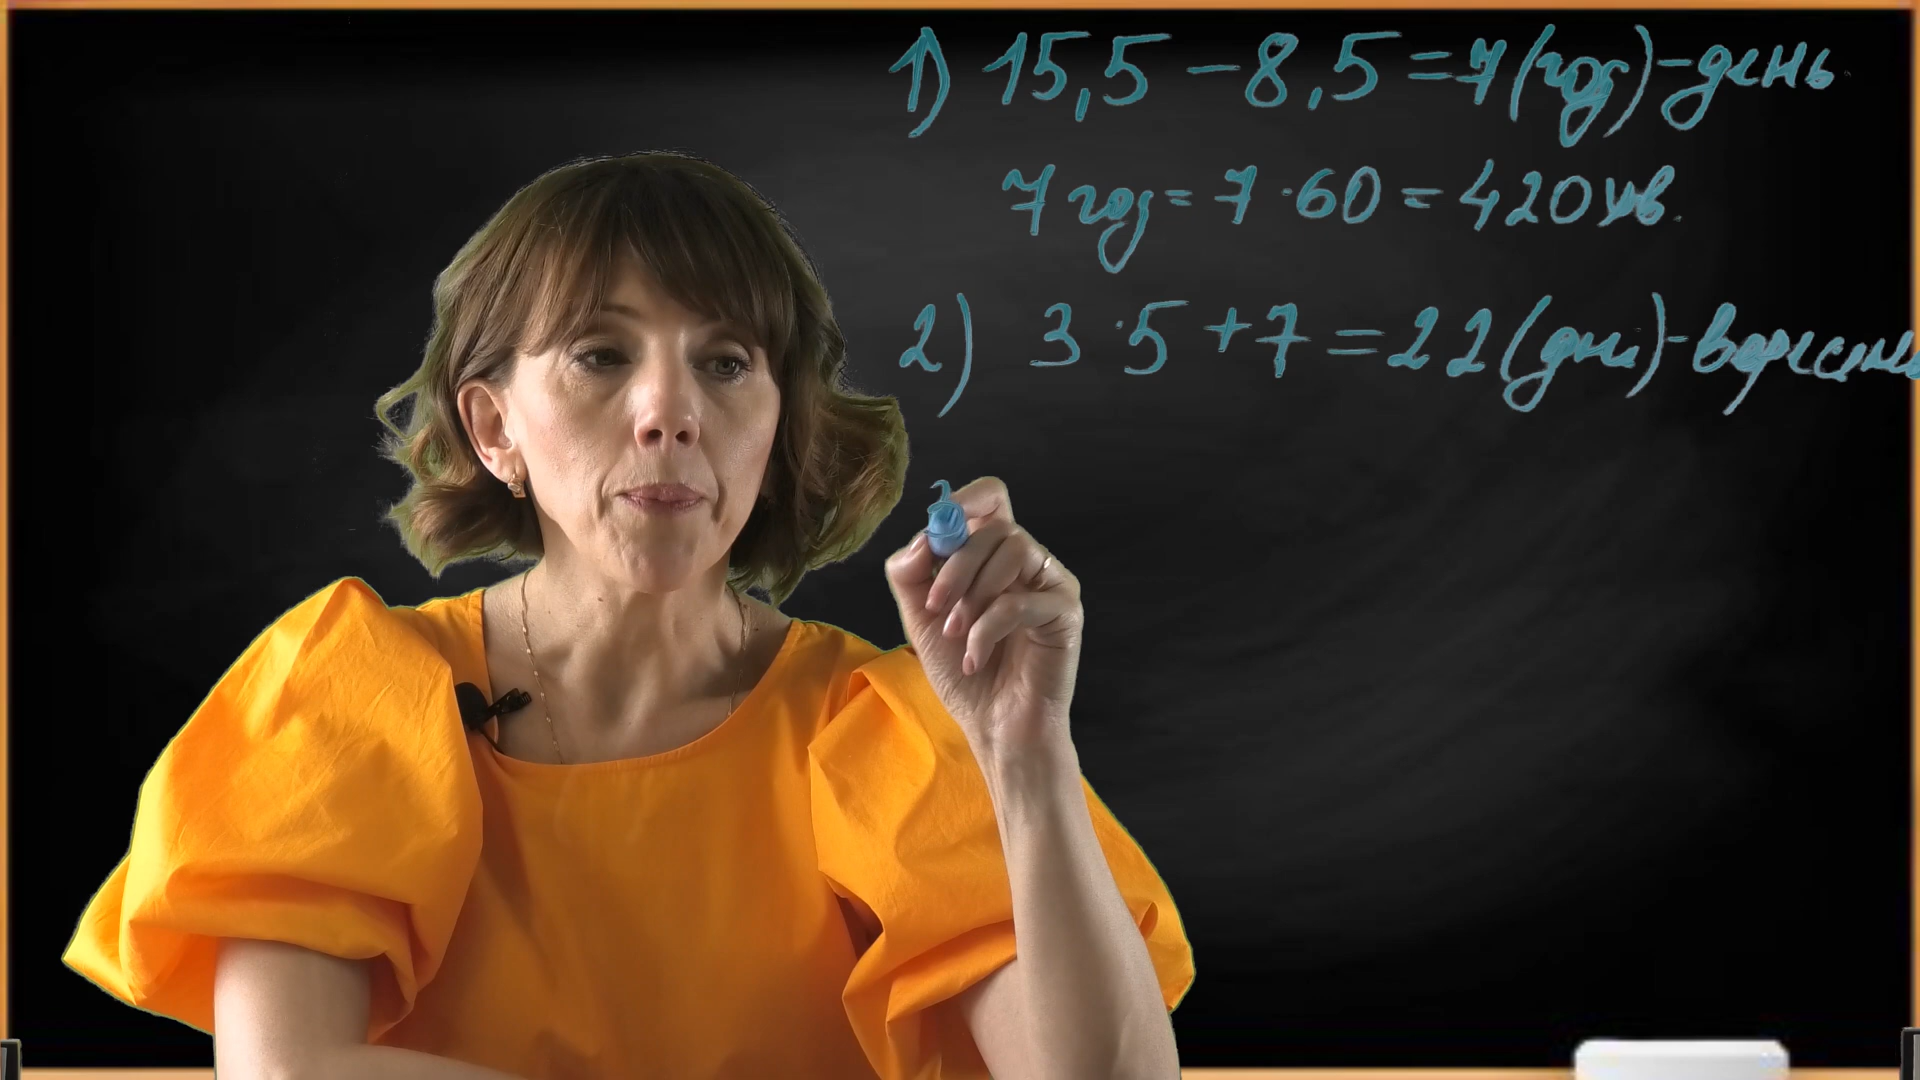 1) 15,5 - 8,5 = 7 (год) - день
7 год = 7 · 60 = 420 хв.
2) 3 · 5 + 7 = 22 (дні) - вересень